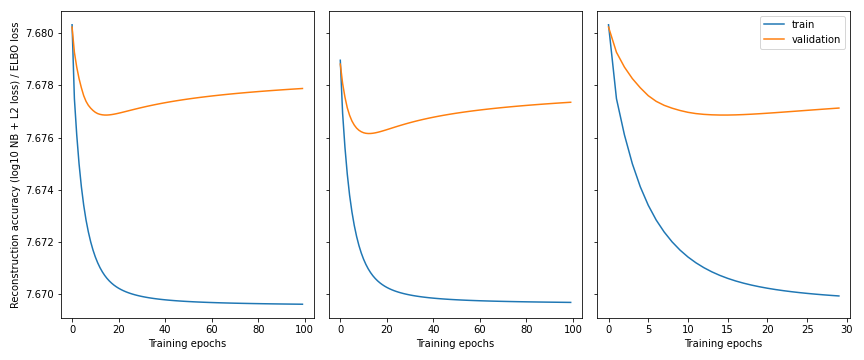 Reconstruction accuracy (log10 NB + L2 loss) / ELBO loss
7.680
7.678
7.676
7.674
7.672
7.670
0 20 40 60 80 100
Training epochs
0 20 40 60 80 100
Training epochs
train
validation
0 5 10 15 20 25 30
Training epochs